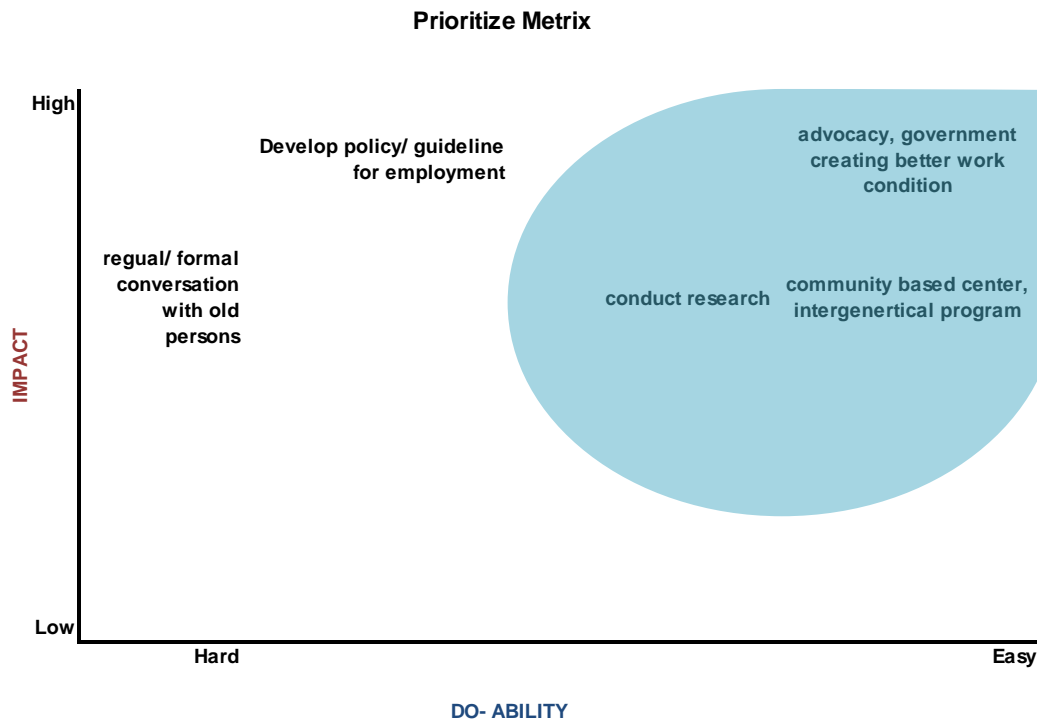 Prioritize Metrix
High
Develop policy/ guideline
for employment
advocacy, government
creating better work
condition
regual/ formal
conversation
with old
persons
conduct research
community based center,
intergenertical program
IMPACT
Low
Hard
Easy
DO- ABILITY